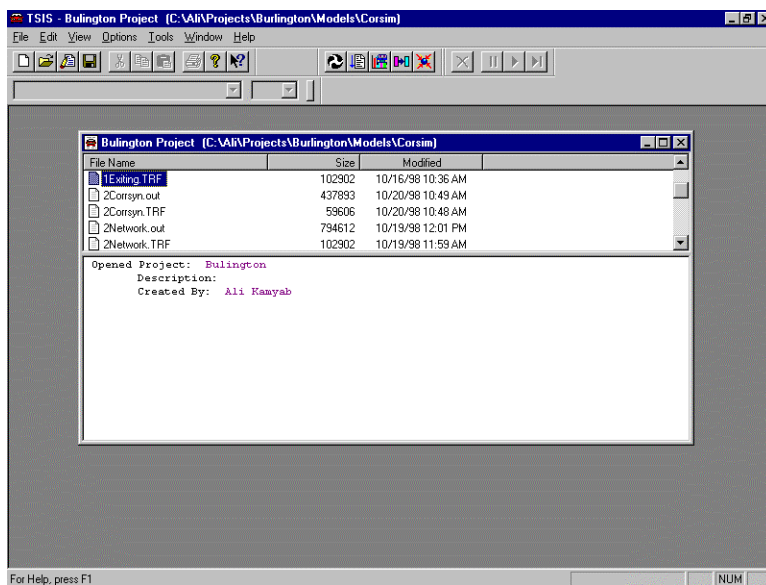 TSIS - Bulington Project (C:\Ali\Projects\Burlington\Models\Corsim)
File Edit View Options Tools Window Help
Bulington Project (C:\Ali\Projects\Burlington\Models\Corsim)
File Name Size Modified
1Exiting.TRF 102902 10/16/98 10:36 AM
2Corrsyn.out 437893 10/20/98 10:49 AM
2Corrsyn.TRF 59606 10/20/98 10:48 AM
2Network.out 794612 10/19/98 12:01 PM
2Network.TRF 102902 10/19/98 11:59 AM
Opened Project: Bulington
Description:
Created By: Ali Kamyab
For Help, press F1 NUM